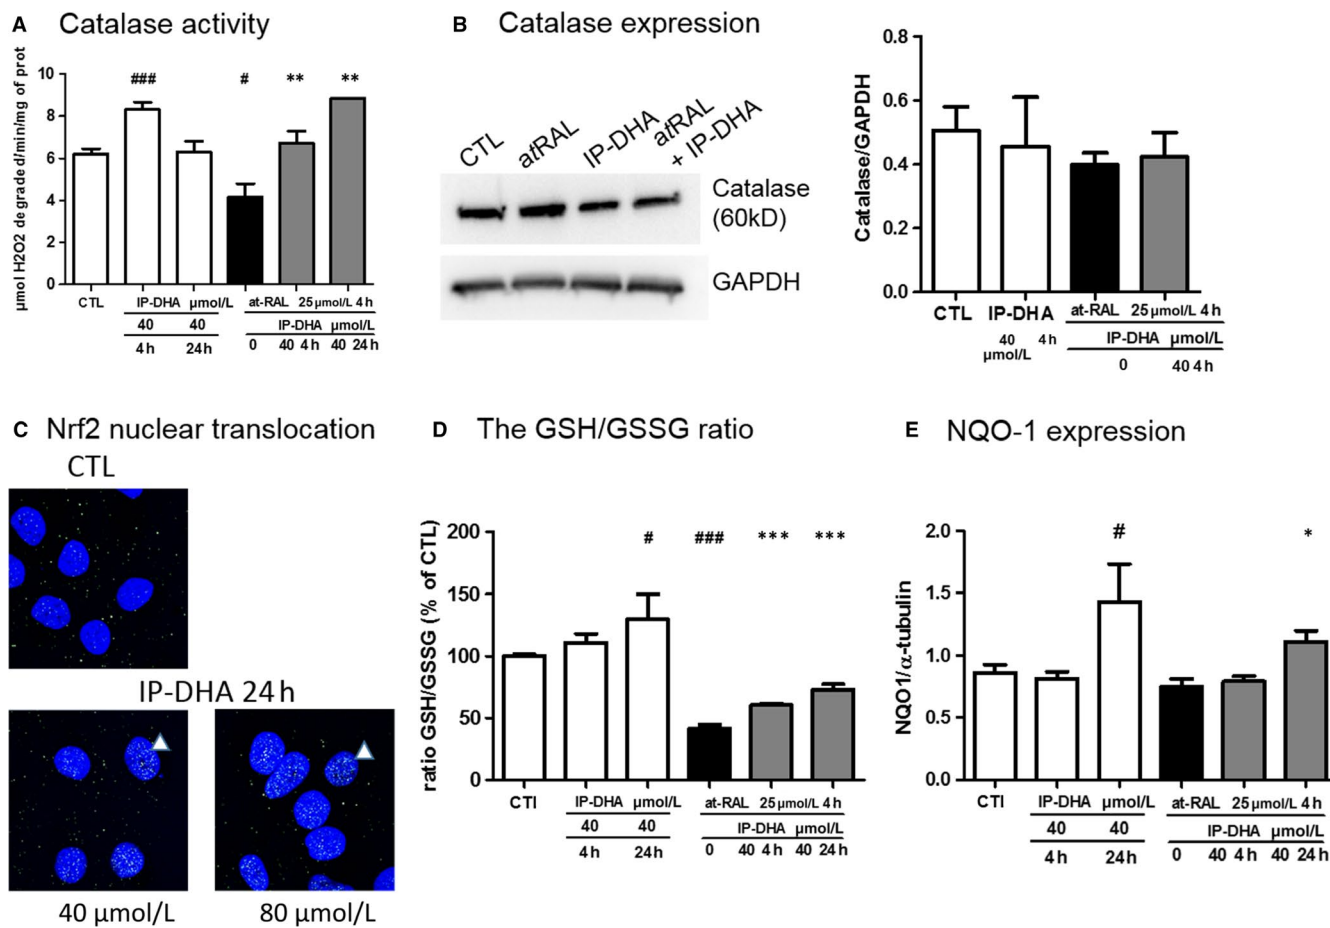 A Catalase activity
µmol H2O2 degraded/min/mg of prot
10
8
6
4
2
0
### # ** **
CTL IP-DHA µmol/L at-RAL 25 µmol/L 4 h
40 40 IP-DHA µmol/L
4 h 24 h 0 40 4 h 40 24 h
B Catalase expression
CTL
atRAL
IP-DHA
atRAL
+ IP-DHA
Catalase
(60kD)
GAPDH
Catalase/GAPDH
0.8
0.6
0.4
0.2
0.0
CTL IP-DHA at-RAL 25 µmol/L 4 h
40 4 h IP-DHA µmol/L
µmol/L
0 40 4 h
C Nrf2 nuclear translocation
CTL
IP-DHA 24 h
40 µmol/L 80 µmol/L
D The GSH/GSSG ratio
ratio GSH/GSSG (% of CTL)
200
150
100
50
0
# ### *** ***
CTl IP-DHA µmol/L at-RAL 25 µmol/L 4 h
40 40 IP-DHA µmol/L
4 h 24 h 0 40 4 h 40 24 h
E NQO-1 expression
NQO1/α-tubulin
2.0
1.5
1.0
0.5
0.0
# *
CTl IP-DHA µmol/L at-RAL 25 µmol/L 4 h
40 40 IP-DHA µmol/L
4 h 24 h 0 40 4 h 40 24 h